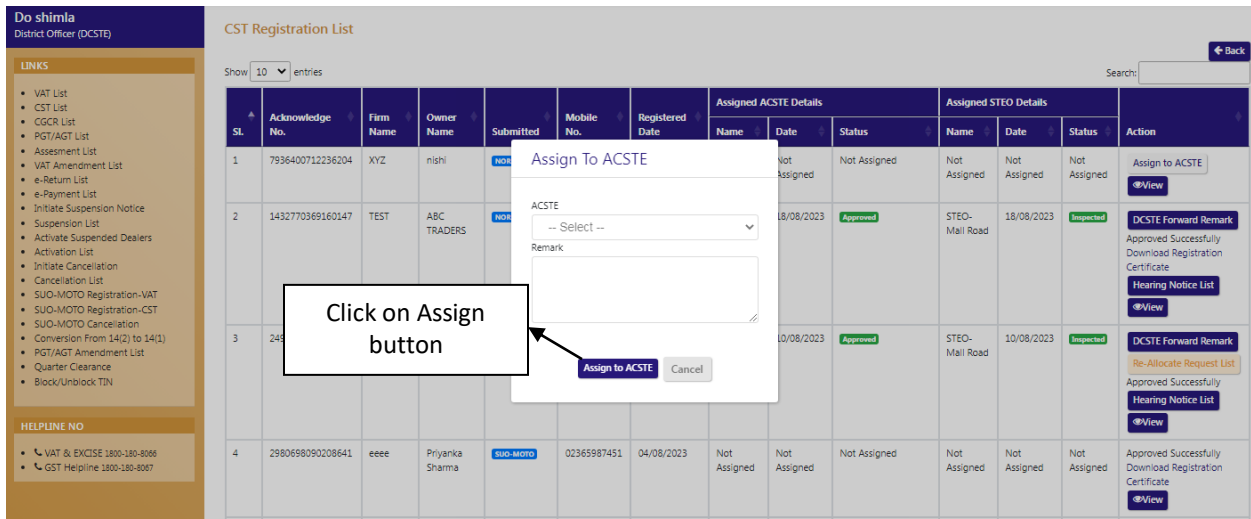 Do shimla
District Officer (DCSTE)
LINKS
VAT List
CST List
CGCR List
PGT/AGT List
Assesment List
VAT Amendment List
e-Return List
e-Payment List
Initiate Suspension Notice
Suspension List
Activate Suspended Dealers
Activation List
Initiate Cancellation
Cancellation List
SUO-MOTO Registration-VAT
SUO-MOTO Registration-CST
SUO-MOTO Cancellation
Conversion From 14(2) to 14(1)
PGT/AGT Amendment List
Quarter Clearance
Block/Unblock TIN
HELPLINE NO
VAT & EXCISE 1800-180-8066
GST Helpline 1800-180-8067
CST Registration List
Back
Show 10 entries
Search:
Assigned ACSTE Details Assigned STEO Details
Sl. Acknowledge No. Firm Name Owner Name Submitted Mobile No. Registered Date Name Date Status Name Date Status Action
1 7936400712236204 XYZ nishi NOR Not Assigned Not Assigned Not Assigned Not Assigned Not Assigned Assign to ACSTE
View
2 1432770369160147 TEST ABC TRADERS NOR 18/08/2023 Approved STEO-Mall Road 18/08/2023 Inspected DCSTE Forward Remark
Approved Successfully
Download Registration
Certificate
Hearing Notice List
View
3 249 10/08/2023 Approved STEO-Mall Road 10/08/2023 Inspected DCSTE Forward Remark
Re-Allocate Request List
Approved Successfully
Hearing Notice List
View
4 2980698090208641 eeee Priyanka Sharma SUO-MOTO 02365987451 04/08/2023 Not Assigned Not Assigned Not Assigned Not Assigned Not Assigned Not Assigned Approved Successfully
Download Registration
Certificate
View
Assign To ACSTE
ACSTE
-- Select --
Remark
Assign to ACSTE Cancel
Click on Assign
button